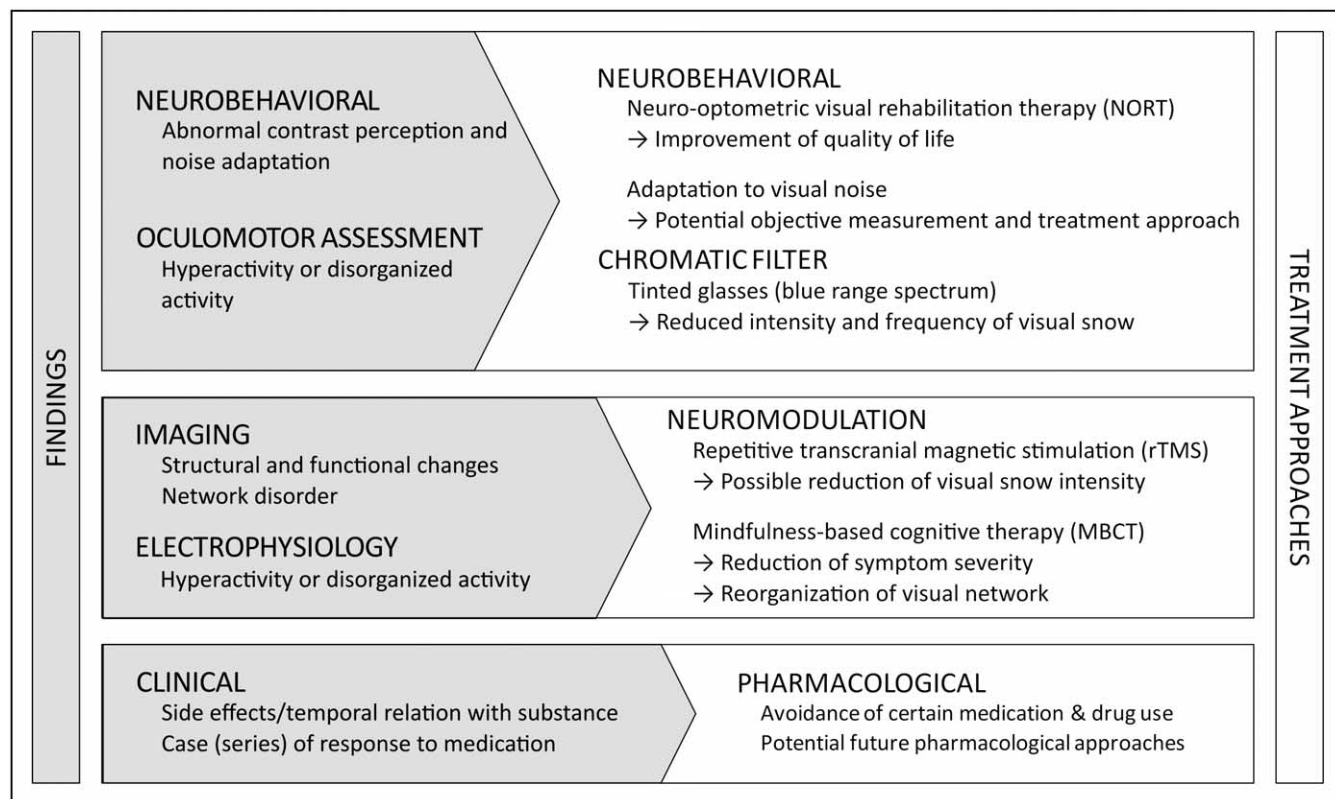 FINDINGS
NEUROBEHAVIORAL
Abnormal contrast perception and
noise adaptation
OCULOMOTOR ASSESSMENT
Hyperactivity or disorganized
activity
NEUROBEHAVIORAL
Neuro-optometric visual rehabilitation therapy (NORT)
→ Improvement of quality of life
Adaptation to visual noise
→ Potential objective measurement and treatment approach
CHROMATIC FILTER
Tinted glasses (blue range spectrum)
→ Reduced intensity and frequency of visual snow
IMAGING
Structural and functional changes
Network disorder
ELECTROPHYSIOLOGY
Hyperactivity or disorganized activity
NEUROMODULATION
Repetitive transcranial magnetic stimulation (rTMS)
→ Possible reduction of visual snow intensity
Mindfulness-based cognitive therapy (MBCT)
→ Reduction of symptom severity
→ Reorganization of visual network
CLINICAL
Side effects/temporal relation with substance
Case (series) of response to medication
PHARMACOLOGICAL
Avoidance of certain medication & drug use
Potential future pharmacological approaches
TREATMENT APPROACHES